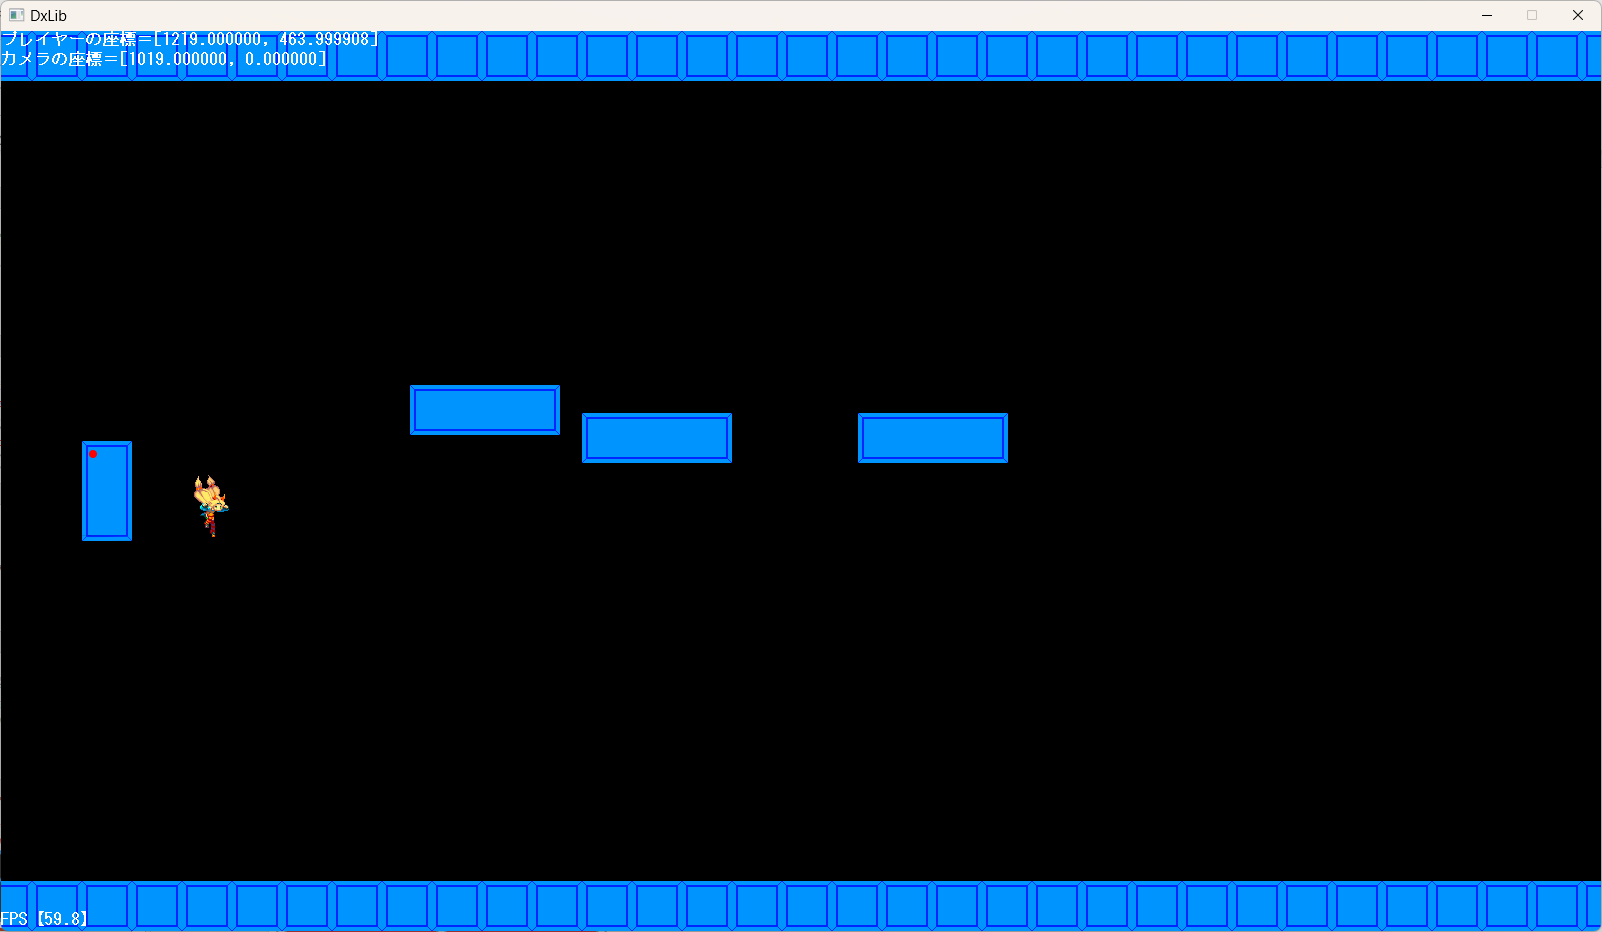 DxLib
プレイヤーの座標=[1219.000000, 463.999908]
カメラの座標=[1019.000000, 0.000000]
FPS【59.8】